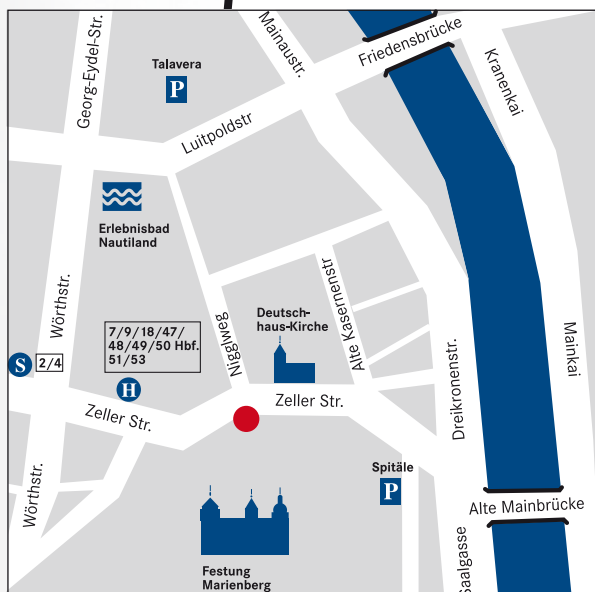 Georg-Eydel-Str.
Mainaustr.
Friedensbrücke
Kranenkai
Talavera
P
Luitpoldstr
Erlebnisbad
Nautiland
Wörthstr.
Deutsch-
haus-Kirche
Alte Kasernenstr
Nigglweg
7/9/18/47/
48/49/50 Hbf.
51/53
S
2/4
H
Zeller Str.
Zeller Str.
Dreikronenstr.
Mainkai
Wörthstr.
Spitäle
P
Alte Mainbrücke
Saalgasse
Festung
Marienberg